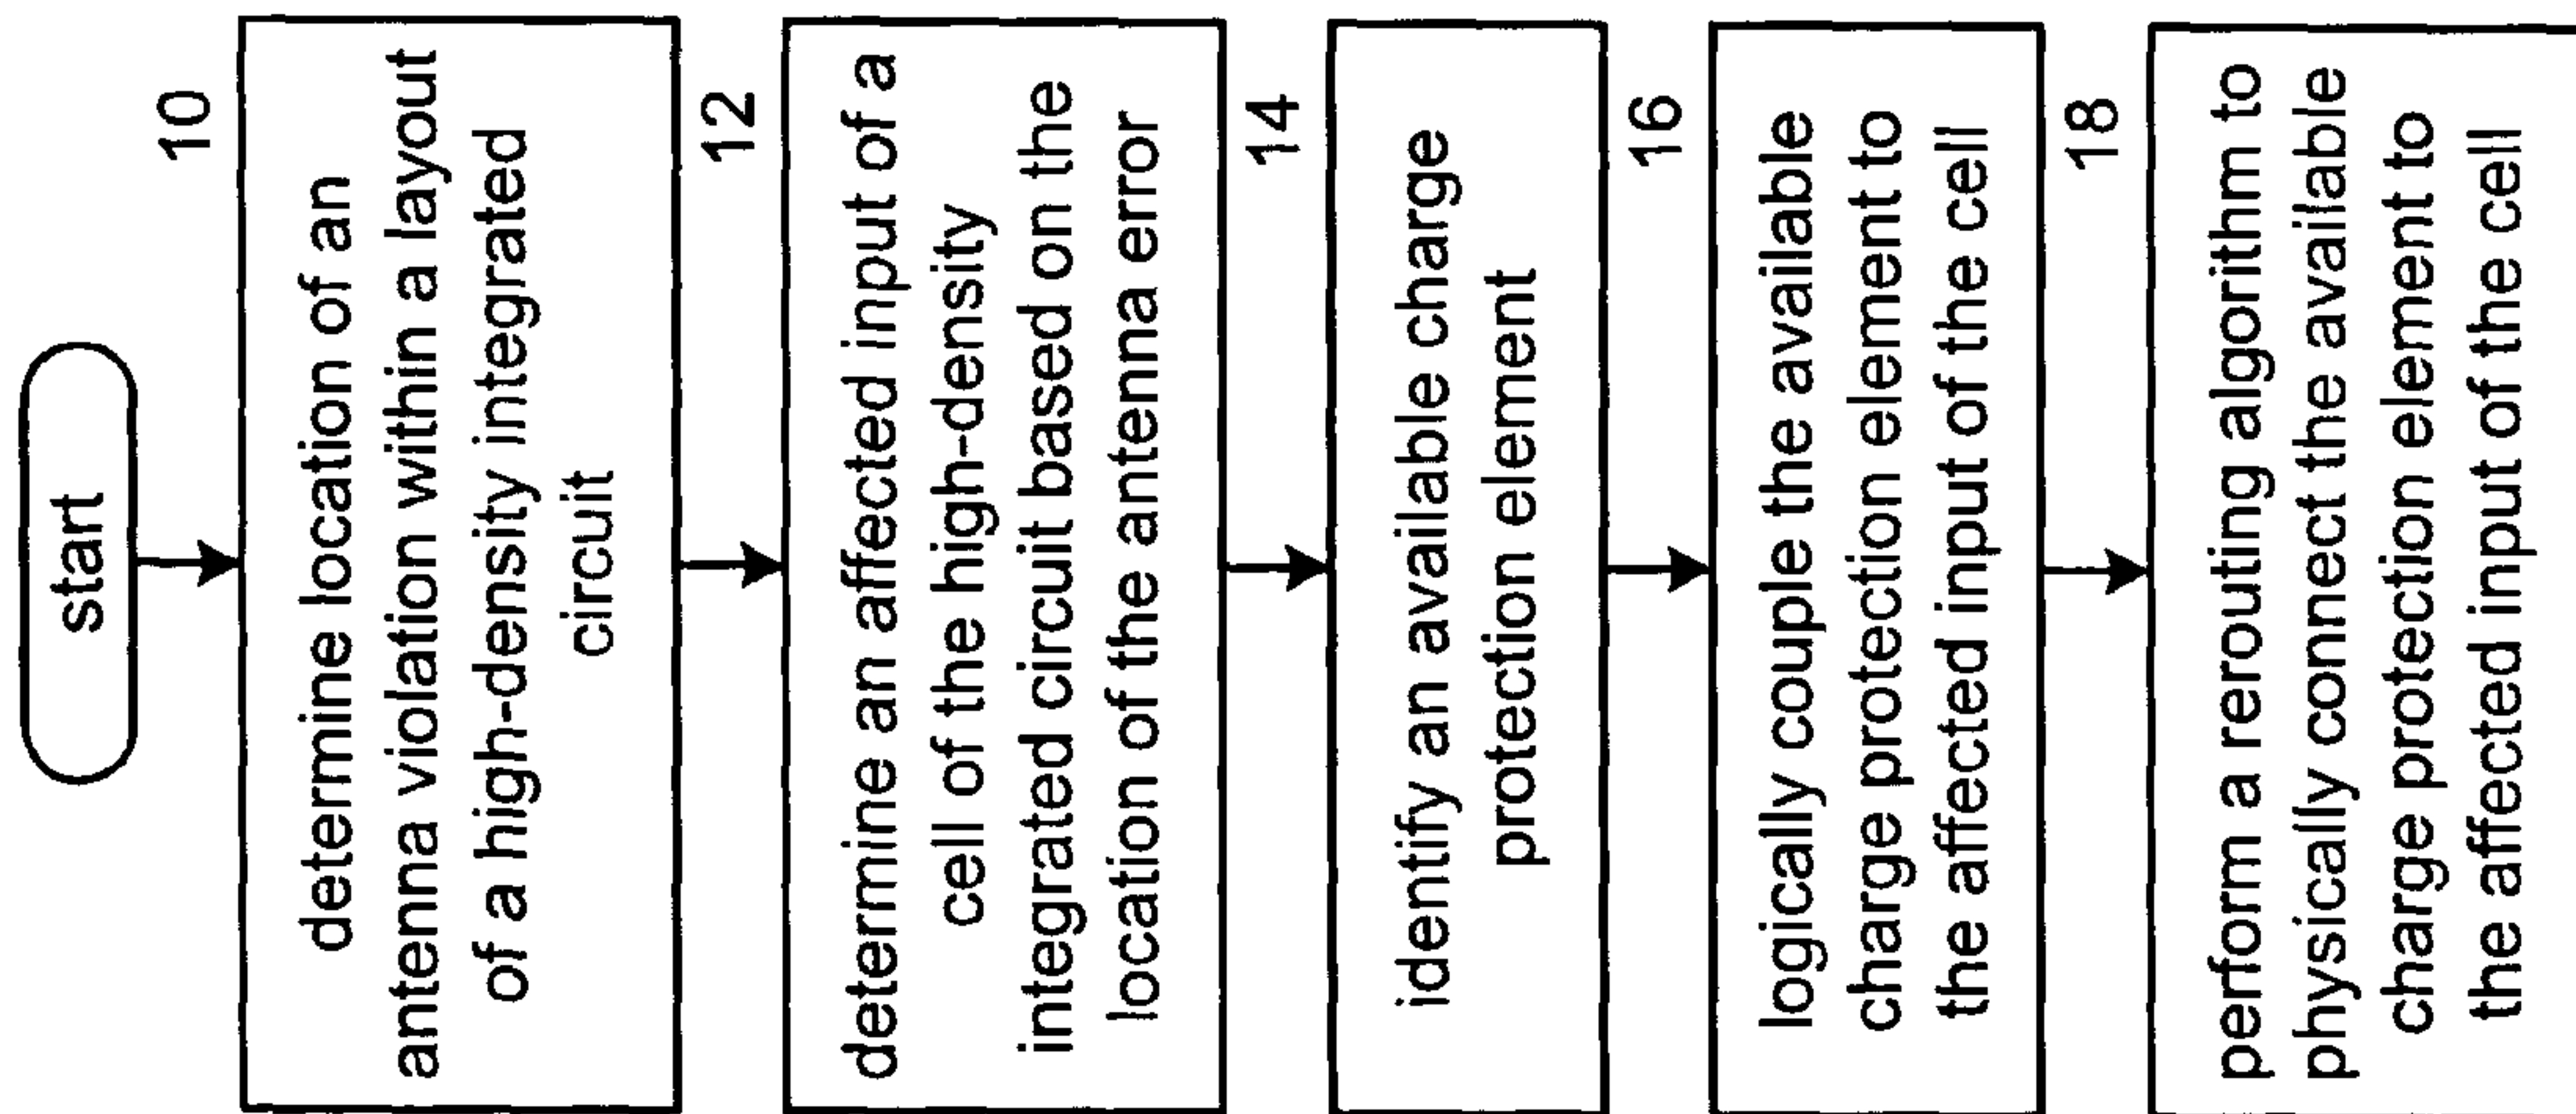 start
10
determine location of an
antenna violation within a layout
of a high-density integrated
circuit
12
determine an affected input of a
cell of the high-density
integrated circuit based on the
location of the antenna error
14
identify an available charge
protection element
16
logically couple the available
charge protection element to
the affected input of the cell
18
perform a rerouting algorithm to
physically connect the available
charge protection element to
the affected input of the cell